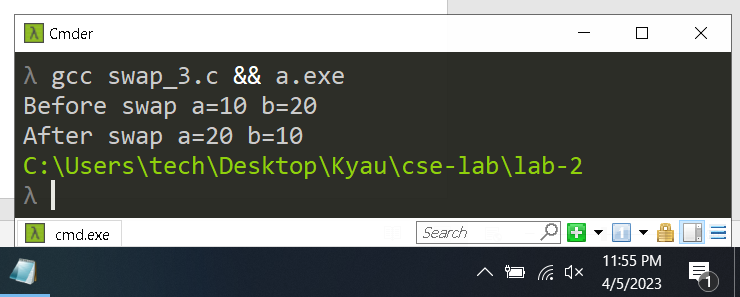 λ Cmder
λ gcc swap_3.c && a.exe
Before swap a=10 b=20
After swap a=20 b=10
C:\Users\tech\Desktop\Kyau\cse-lab\lab-2
λ
λ cmd.exe
Search
11:55 PM
4/5/2023
1